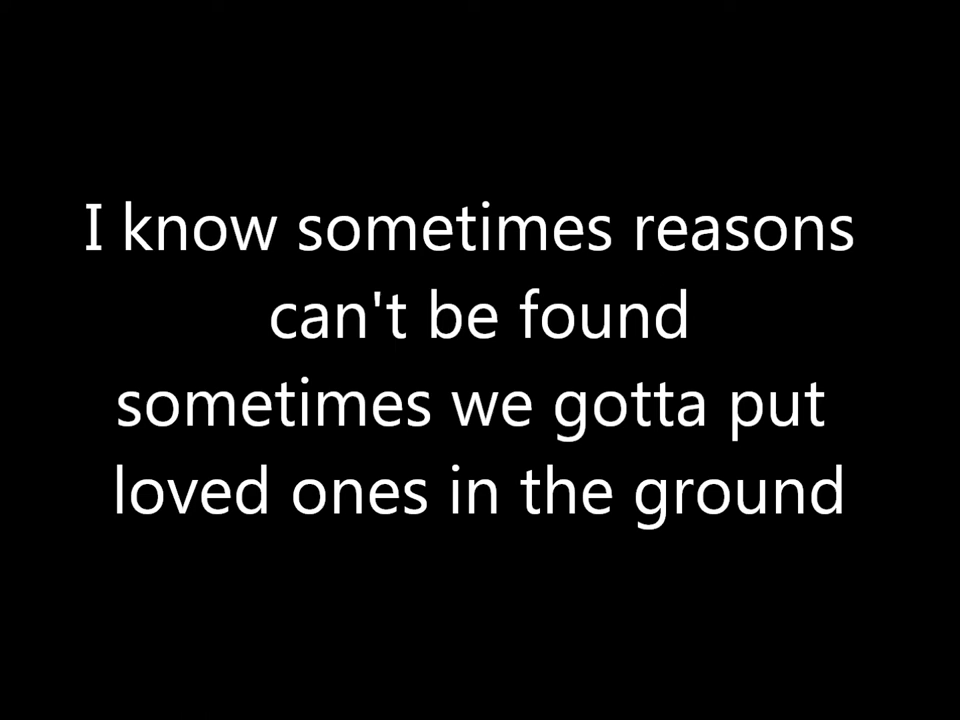 I know sometimes reasons
can't be found
sometimes we gotta put
loved ones in the ground